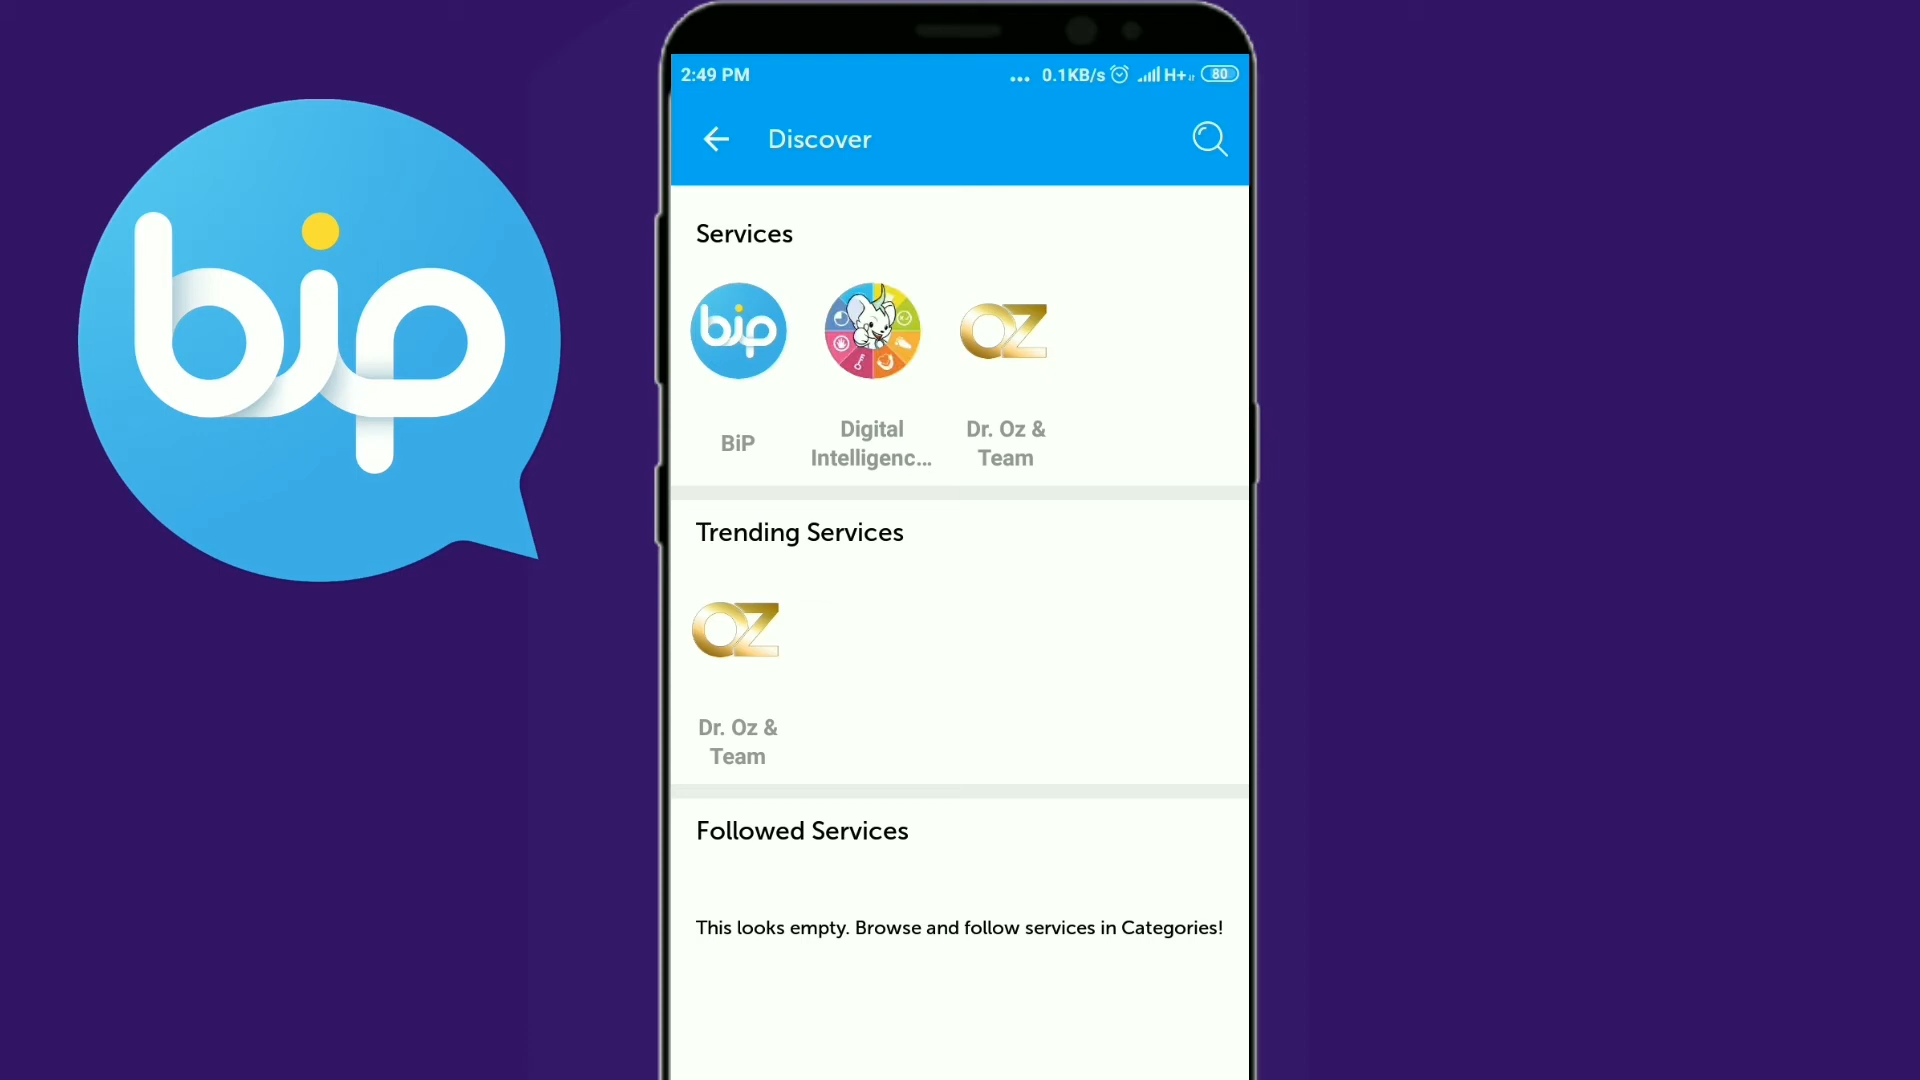 bip
2:49 PM
... 0.1KB/s H+ 80
Discover
Services
bip
OZ
BiP
Digital
Intelligenc...
Dr. Oz &
Team
Trending Services
OZ
Dr. Oz &
Team
Followed Services
This looks empty. Browse and follow services in Categories!